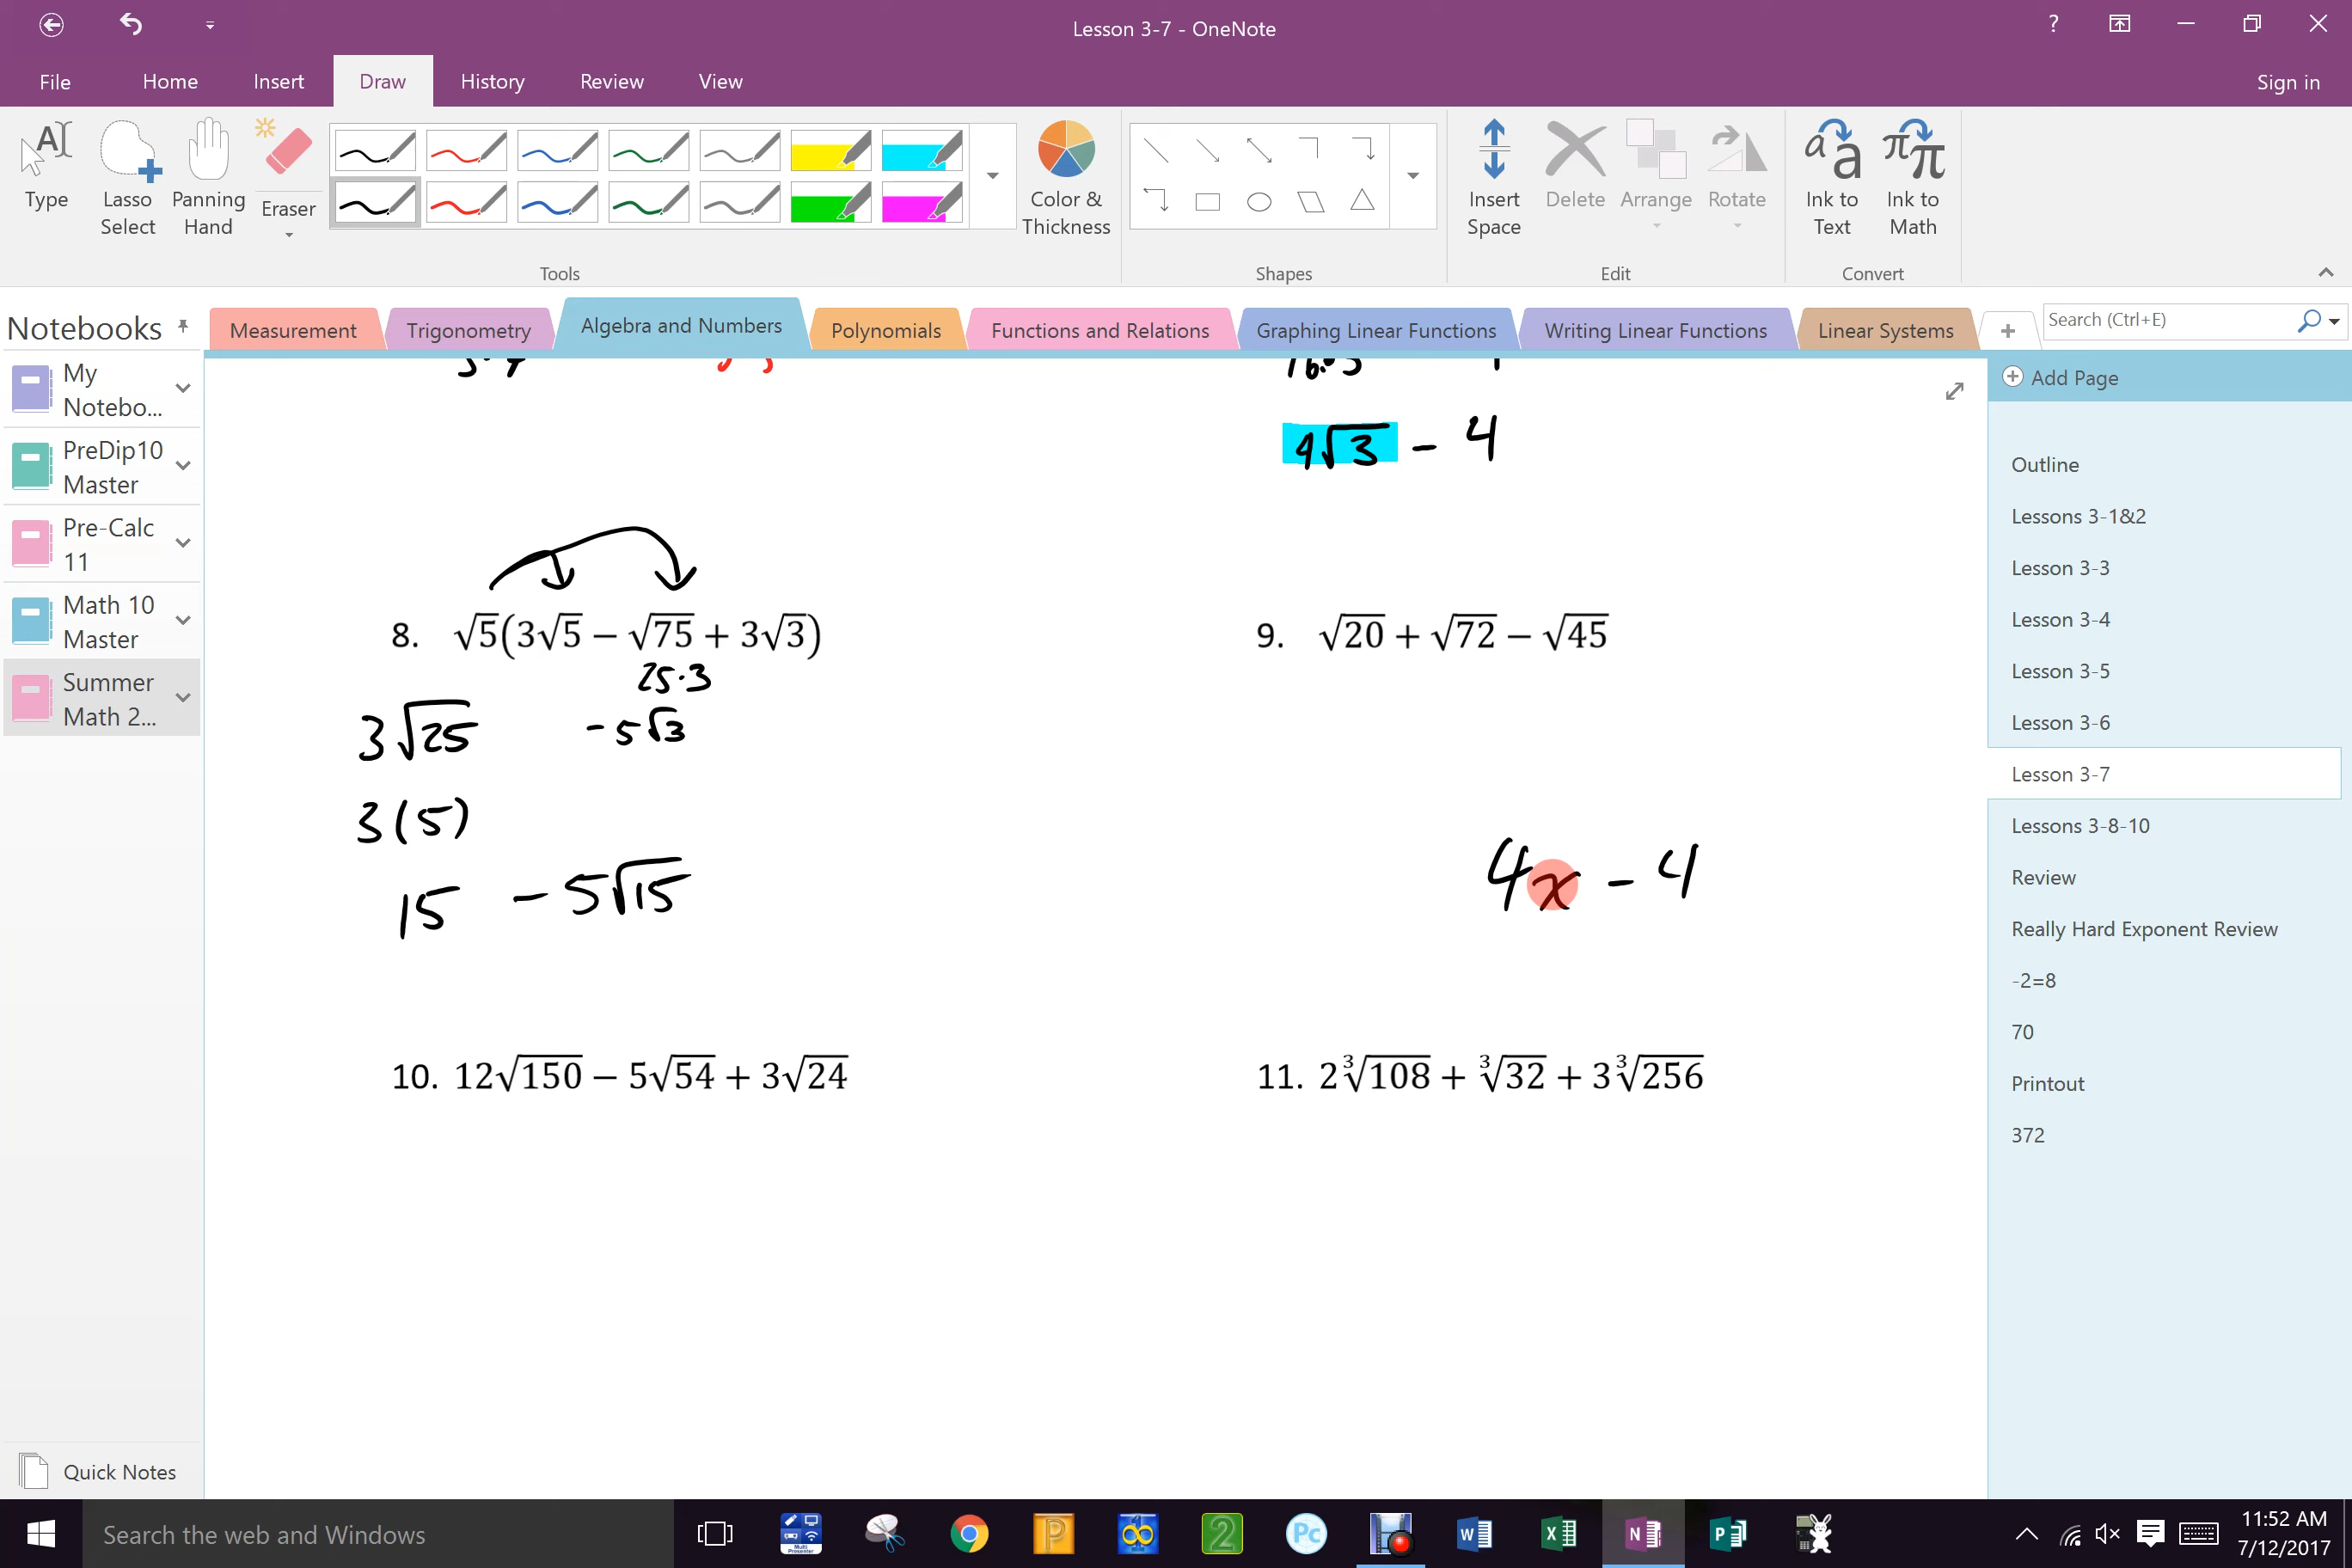 Lesson 3-7 - OneNote
?
File Home Insert Draw History Review View Sign in
Type Lasso Select Panning Hand Eraser Color & Thickness Insert Space Delete Arrange Rotate Ink to Text Ink to Math
Tools Shapes Edit Convert
Notebooks Measurement Trigonometry Algebra and Numbers Polynomials Functions and Relations Graphing Linear Functions Writing Linear Functions Linear Systems + Search (Ctrl+E)
My Notebo...
PreDip10 Master
Pre-Calc 11
Math 10 Master
Summer Math 2...
Quick Notes
4√3 - 4
8. √5(3√5 − √75 + 3√3)
25·3
3√25 -5√3
3(5)
15 - 5√15
9. √20 + √72 − √45
4x - 4
10. 12√150 − 5√54 + 3√24
11. 2∛108 + ∛32 + 3∛256
Add Page
Outline
Lessons 3-1&2
Lesson 3-3
Lesson 3-4
Lesson 3-5
Lesson 3-6
Lesson 3-7
Lessons 3-8-10
Review
Really Hard Exponent Review
-2=8
70
Printout
372
Search the web and Windows
11:52 AM
7/12/2017